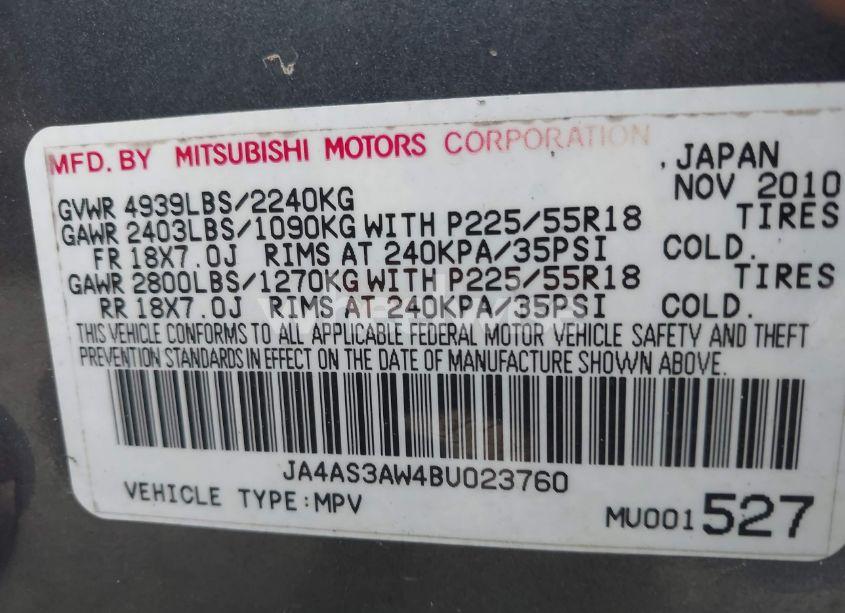 MFD. BY MITSUBISHI MOTORS CORPORATION , JAPAN
GVWR 4939LBS/2240KG NOV 2010
GAWR 2403LBS/1090KG WITH P225/55R18 TIRES
FR 18X7.0J RIMS AT 240KPA/35PSI COLD.
GAWR 2800LBS/1270KG WITH P225/55R18 TIRES
RR 18X7.0J RIMS AT 240KPA/35PSI COLD.
THIS VEHICLE CONFORMS TO ALL APPLICABLE FEDERAL MOTOR VEHICLE SAFETY AND THEFT
PREVENTION STANDARDS IN EFFECT ON THE DATE OF MANUFACTURE SHOWN ABOVE.
JA4AS3AW4BU023760
VEHICLE TYPE:MPV MU001 527